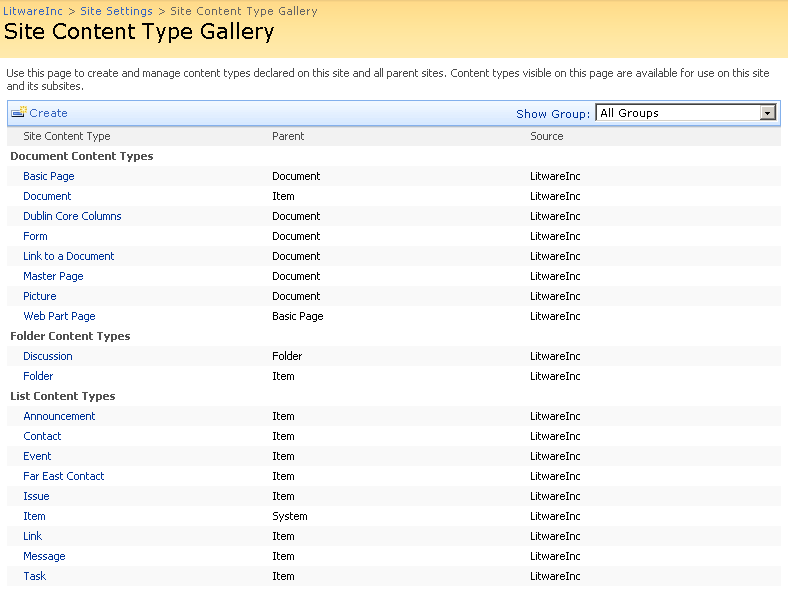 LitwareInc > Site Settings > Site Content Type Gallery
Site Content Type Gallery
Use this page to create and manage content types declared on this site and all parent sites. Content types visible on this page are available for use on this site
and its subsites.
Create Show Group: All Groups
Site Content Type Parent Source
Document Content Types
Basic Page Document LitwareInc
Document Item LitwareInc
Dublin Core Columns Document LitwareInc
Form Document LitwareInc
Link to a Document Document LitwareInc
Master Page Document LitwareInc
Picture Document LitwareInc
Web Part Page Basic Page LitwareInc
Folder Content Types
Discussion Folder LitwareInc
Folder Item LitwareInc
List Content Types
Announcement Item LitwareInc
Contact Item LitwareInc
Event Item LitwareInc
Far East Contact Item LitwareInc
Issue Item LitwareInc
Item System LitwareInc
Link Item LitwareInc
Message Item LitwareInc
Task Item LitwareInc